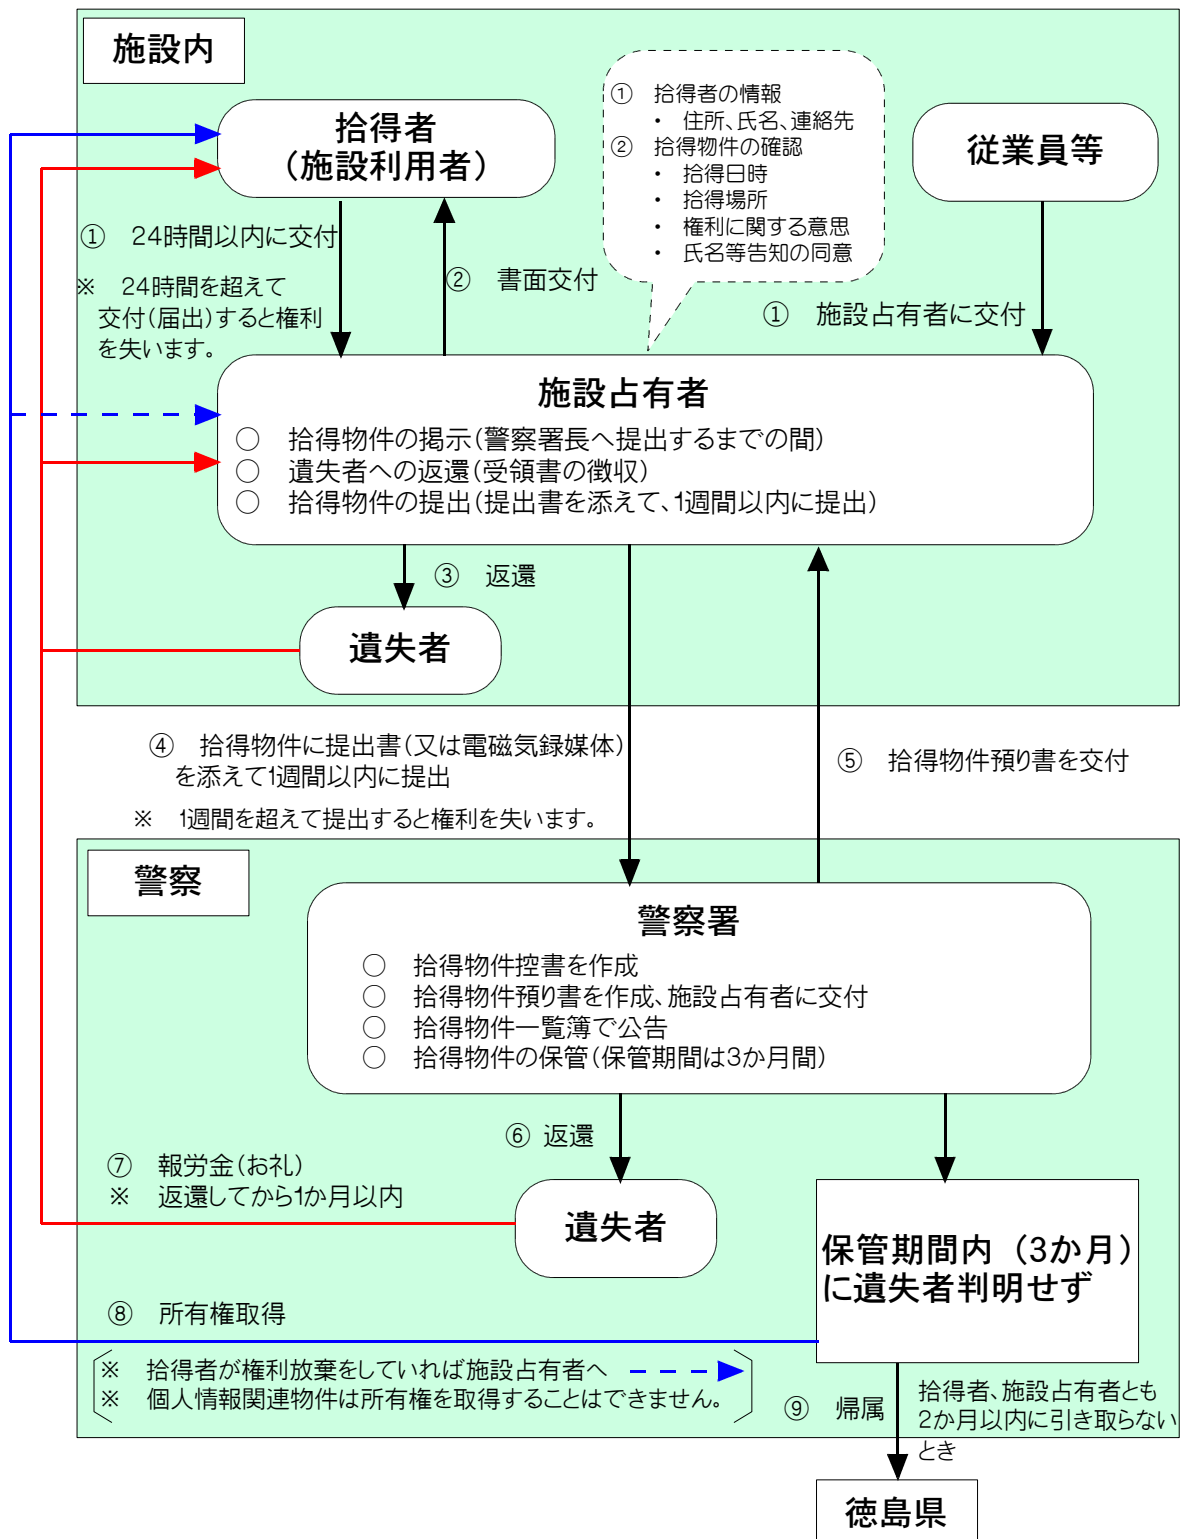 施設内
拾得者
（施設利用者）
① 拾得者の情報
・ 住所、氏名、連絡先
② 拾得物件の確認
・ 拾得日時
・ 拾得場所
・ 権利に関する意思
・ 氏名等告知の同意
従業員等
① 24時間以内に交付
※ 24時間を超えて
交付（届出）すると権利
を失います。
② 書面交付
① 施設占有者に交付
施設占有者
○ 拾得物件の掲示（警察署長へ提出するまでの間）
○ 遺失者への返還（受領書の徴収）
○ 拾得物件の提出（提出書を添えて、1週間以内に提出）
③ 返還
遺失者
④ 拾得物件に提出書（又は電磁気録媒体）
を添えて1週間以内に提出
※ 1週間を超えて提出すると権利を失います。
⑤ 拾得物件預り書を交付
警察
警察署
○ 拾得物件控書を作成
○ 拾得物件預り書を作成、施設占有者に交付
○ 拾得物件一覧簿で公告
○ 拾得物件の保管（保管期間は3か月間）
⑥ 返還
⑦ 報労金（お礼）
※ 返還してから1か月以内
遺失者
保管期間内（3か月）
に遺失者判明せず
⑧ 所有権取得
※ 拾得者が権利放棄をしていれば施設占有者へ
※ 個人情報関連物件は所有権を取得することはできません。
⑨ 帰属
拾得者、施設占有者とも
2か月以内に引き取らない
とき
徳島県